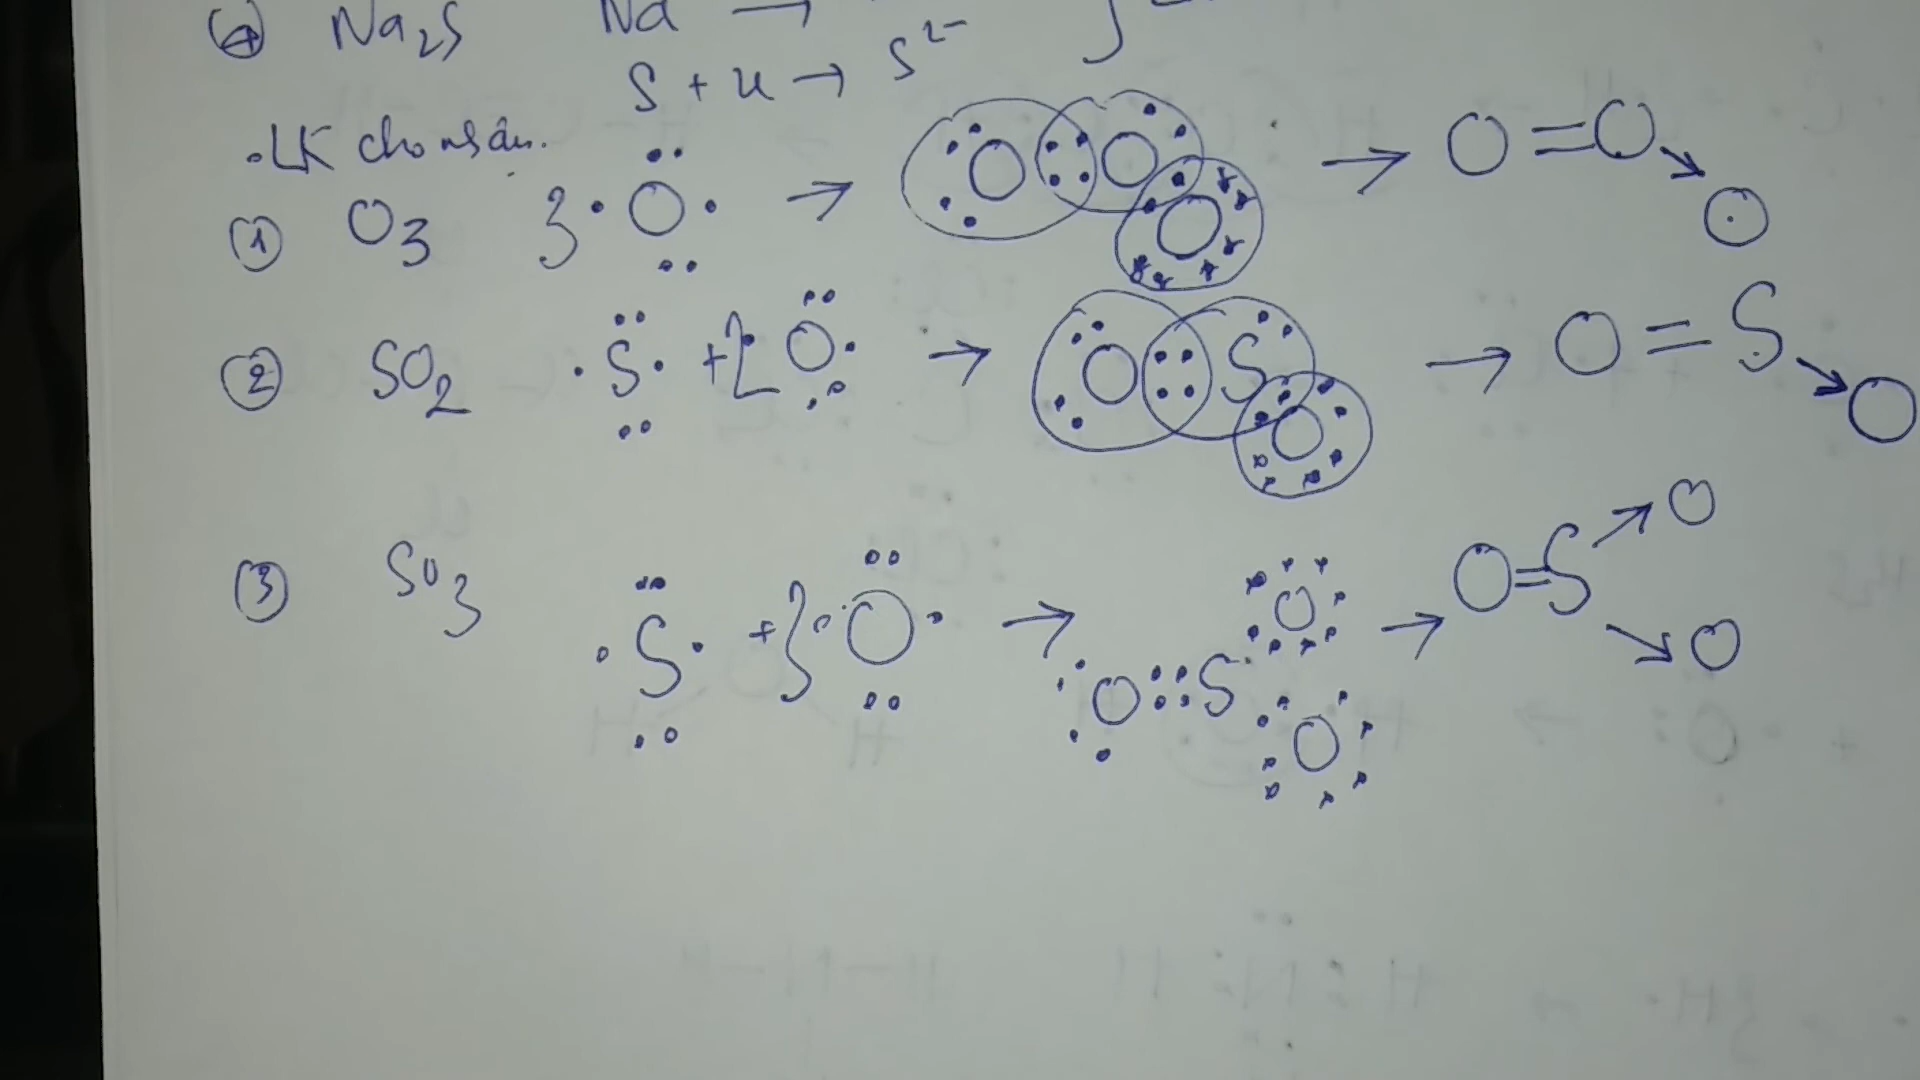 ④ Na₂S Na →
S + 2e → S²⁻
. LK cho nhận.
① O₃ 3 O → O O O → O = O → O
② SO₂ S + 2 O → O S O → O = S → O
③ SO₃ S + 3 O → O :: S O O → O = S → O → O